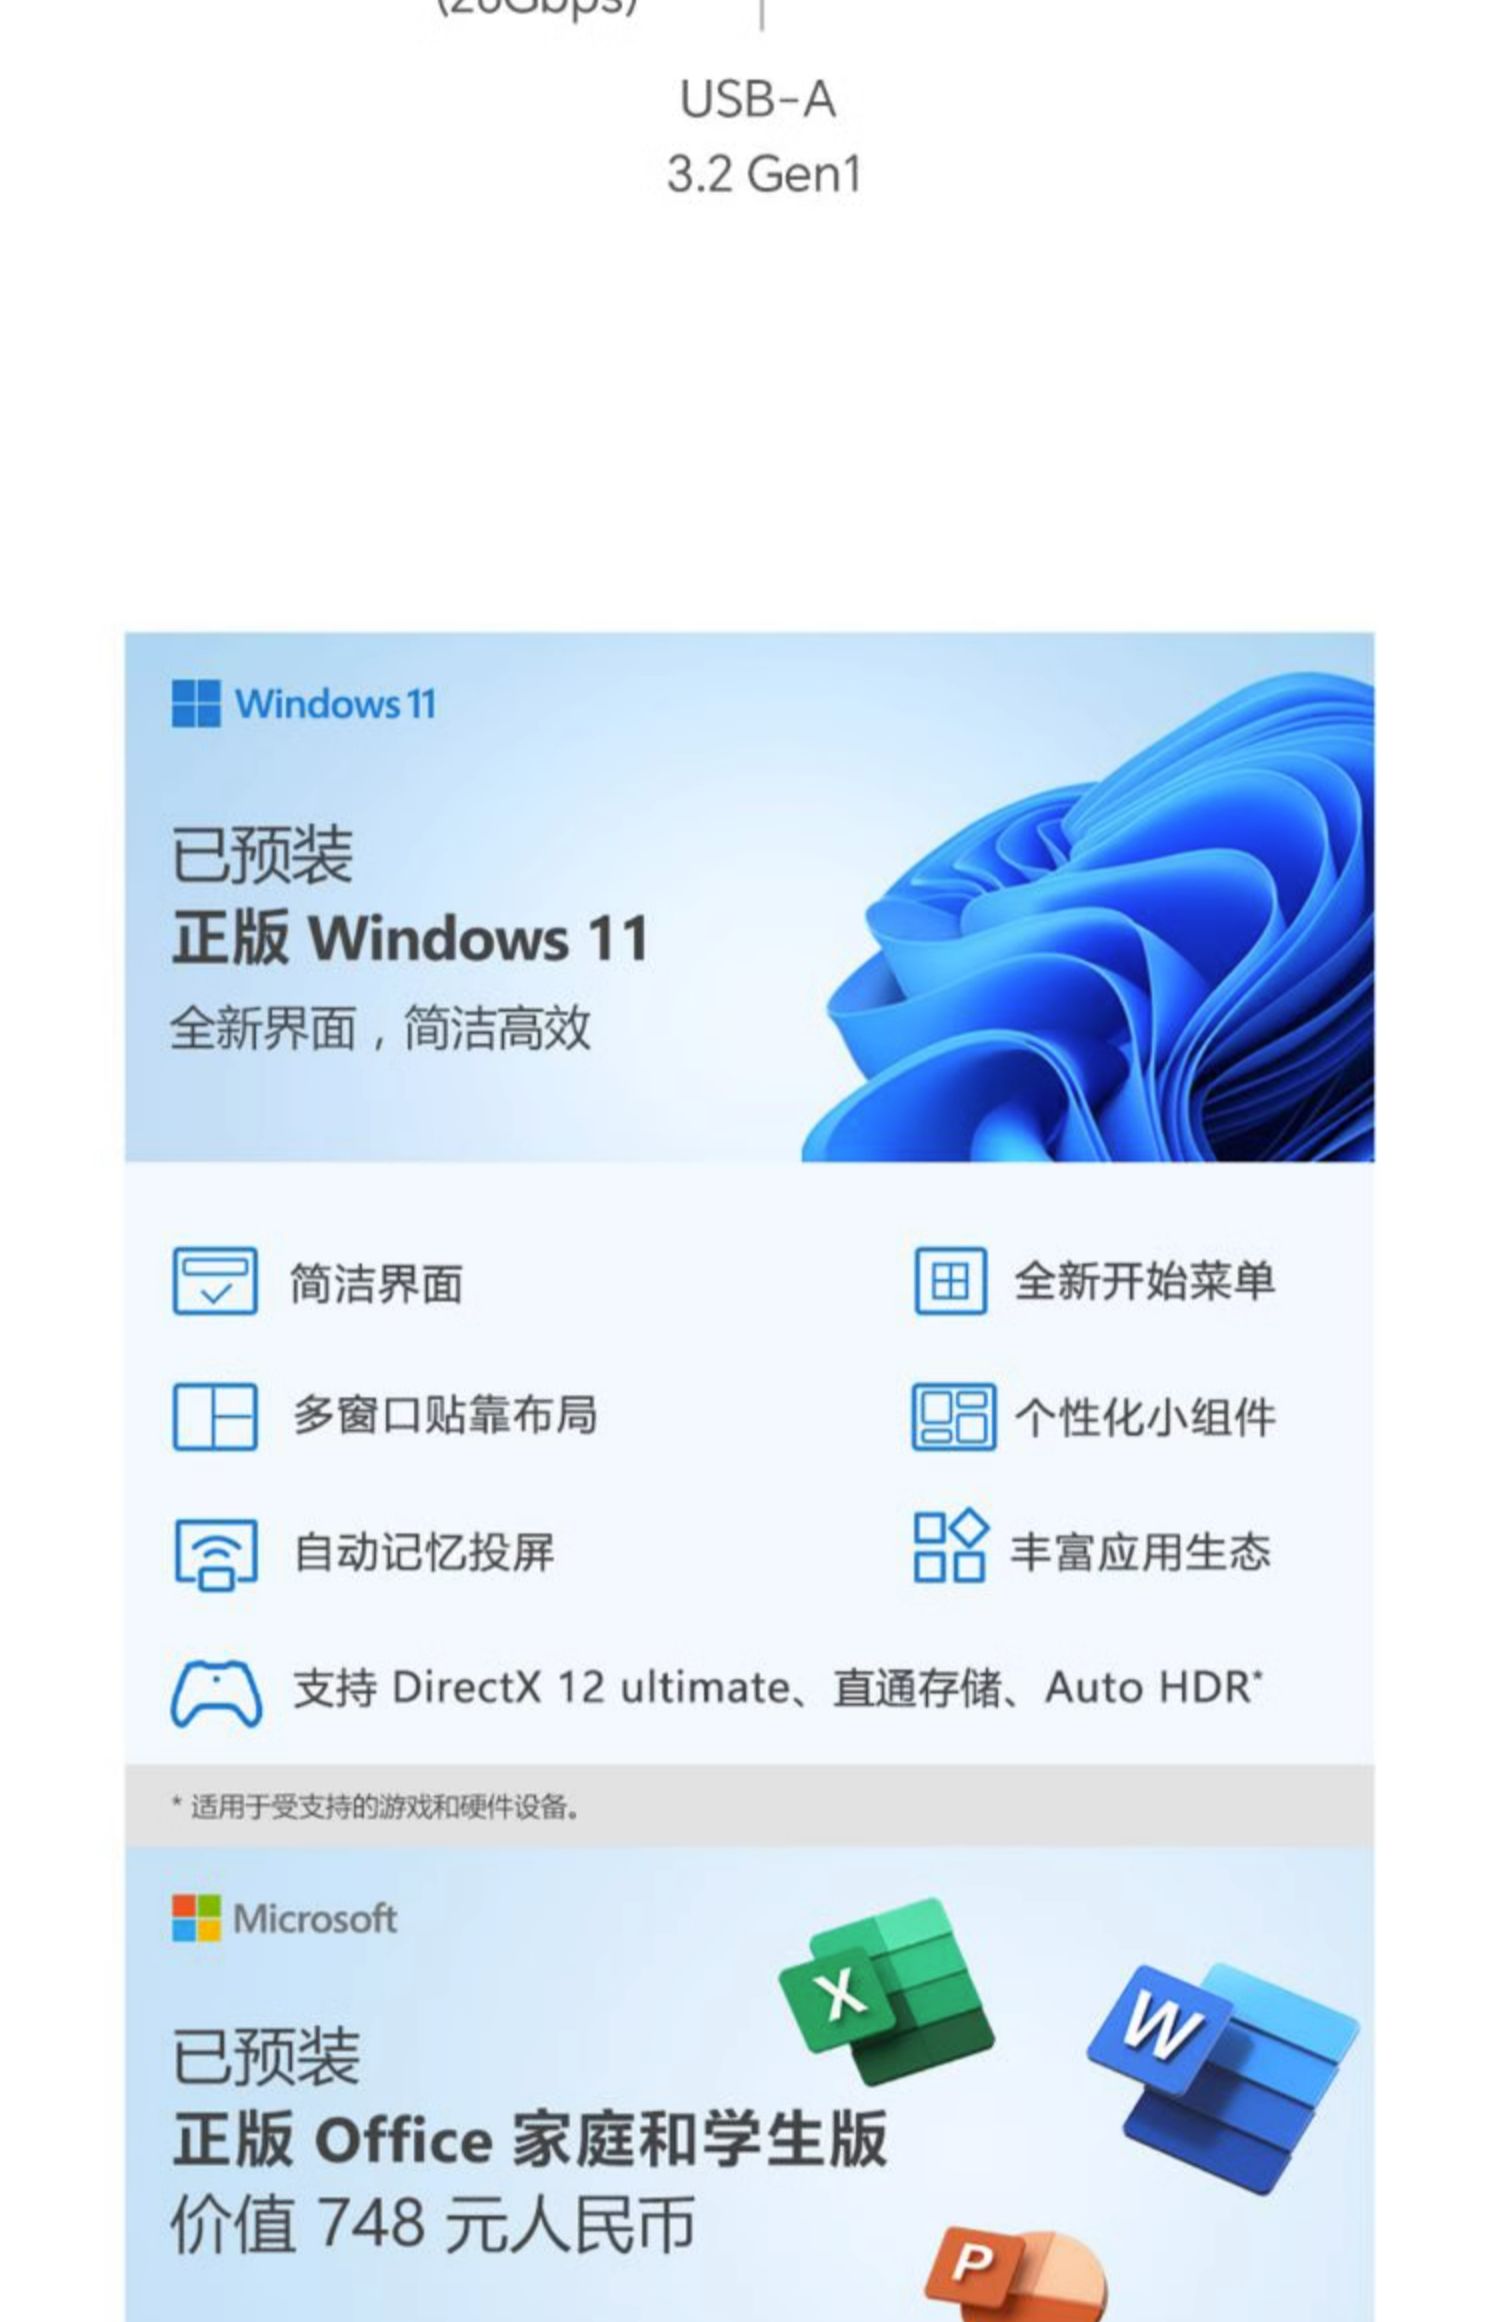 USB-A
3.2 Gen1
Windows 11
已预装
正版 Windows 11
全新界面，简洁高效
简洁界面
全新开始菜单
多窗口贴靠布局
个性化小组件
自动记忆投屏
丰富应用生态
支持 DirectX 12 ultimate、直通存储、Auto HDR*
* 适用于受支持的游戏和硬件设备。
Microsoft
X
W
已预装
正版 Office 家庭和学生版
价值 748 元人民币
P